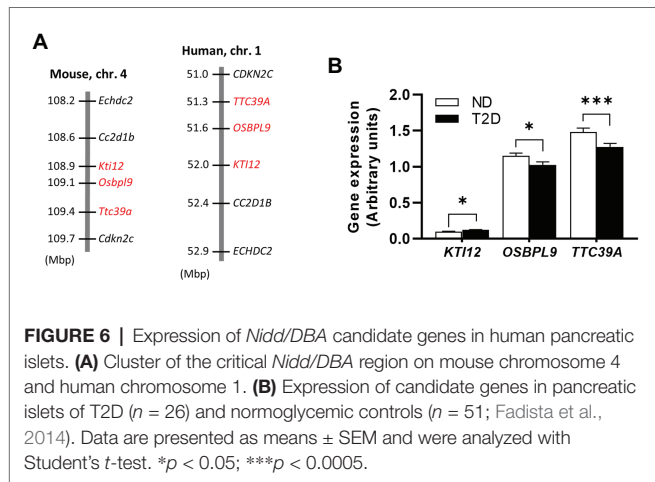 A
Mouse, chr. 4
108.2 Echdc2
108.6 Cc2d1b
108.9 Kti12
109.1 Osbpl9
109.4 Ttc39a
109.7 Cdkn2c
(Mbp)
Human, chr. 1
51.0 CDKN2C
51.3 TTC39A
51.6 OSBPL9
52.0 KTI12
52.4 CC2D1B
52.9 ECHDC2
(Mbp)
B
Gene expression
(Arbitrary units)
2.0
1.5
1.0
0.5
0.0
ND
T2D
*
*
***
KTI12 OSBPL9 TTC39A
FIGURE 6 | Expression of Nidd/DBA candidate genes in human pancreatic
islets. (A) Cluster of the critical Nidd/DBA region on mouse chromosome 4
and human chromosome 1. (B) Expression of candidate genes in pancreatic
islets of T2D (n = 26) and normoglycemic controls (n = 51; Fadista et al.,
2014). Data are presented as means ± SEM and were analyzed with
Student's t-test. *p < 0.05; ***p < 0.0005.